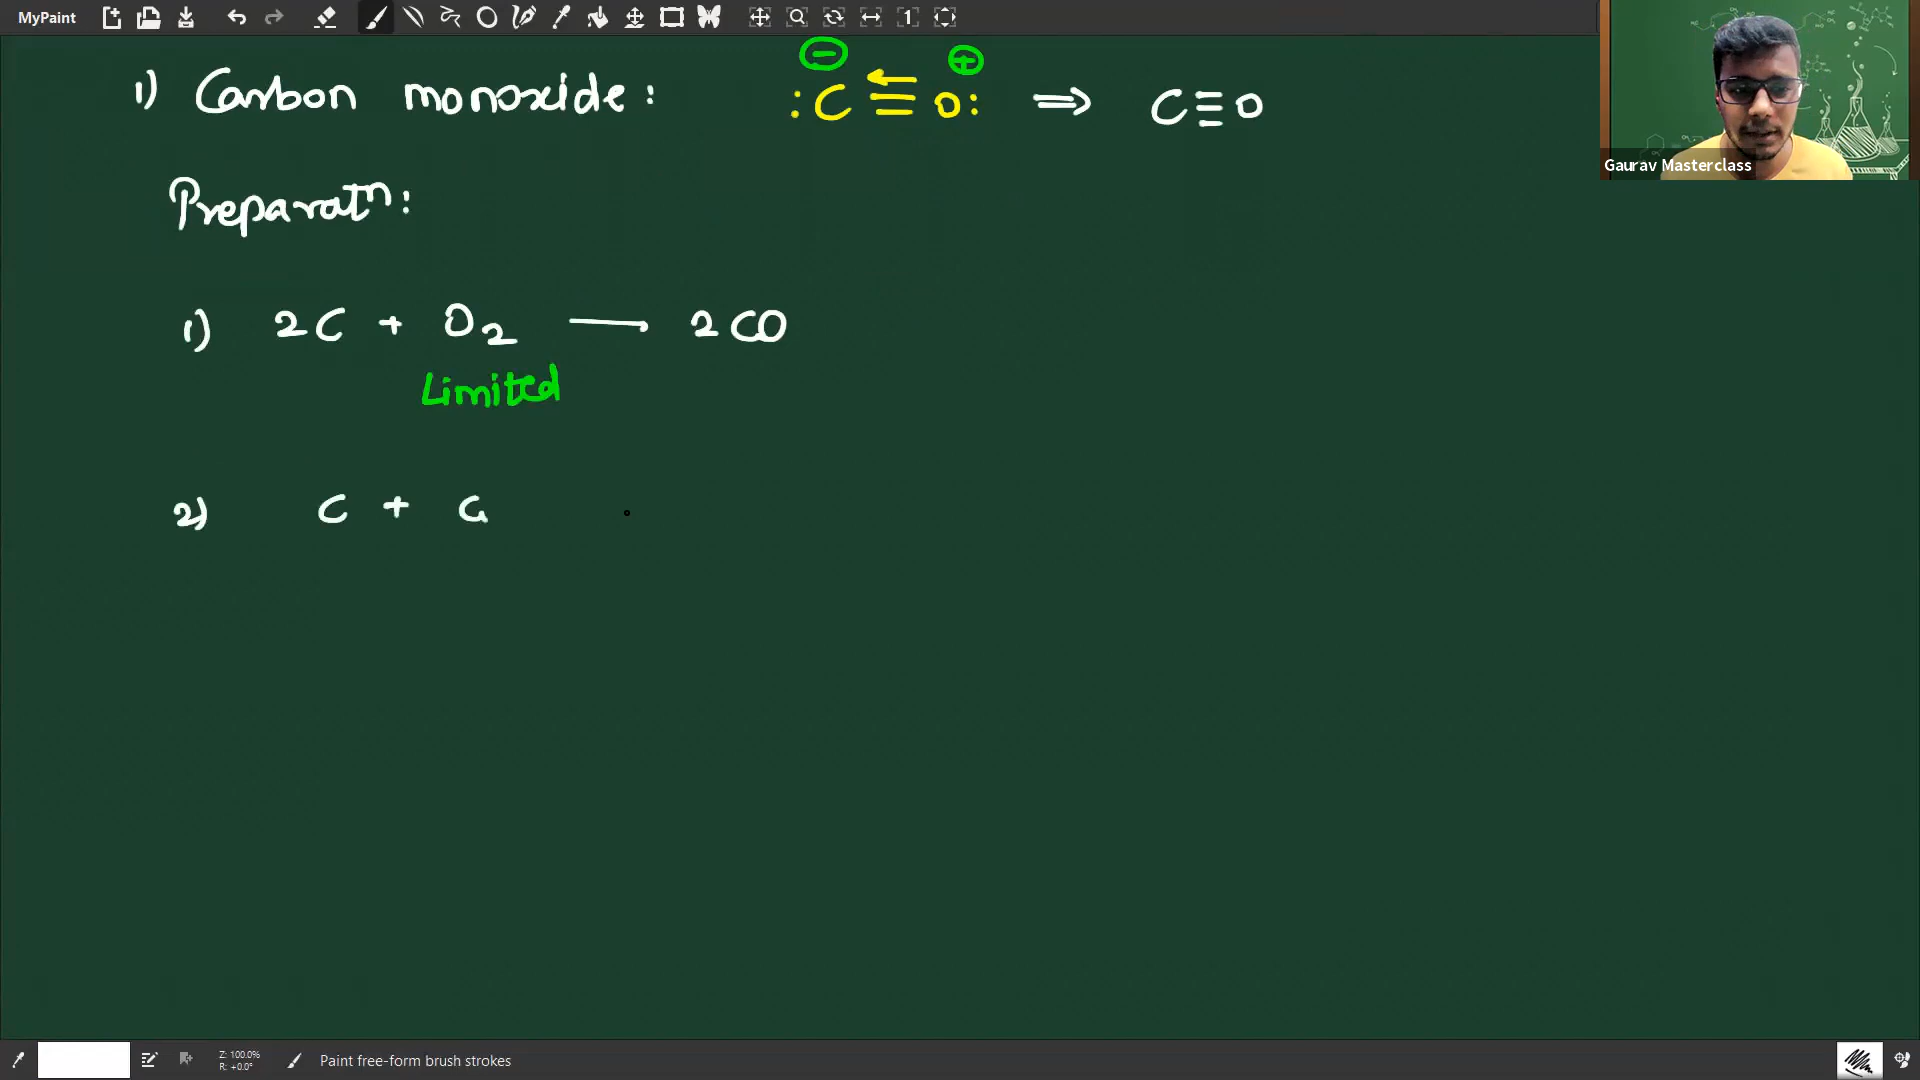 MyPaint
1) Carbon monoxide : :C≡O: ⇒ C≡O
⊖ ⊕
Gaurav Masterclass
Preparatⁿ :
1) 2C + O₂ — 2CO
Limited
2) C + C
Z: 100.0%
R: +0.0°
Paint free-form brush strokes